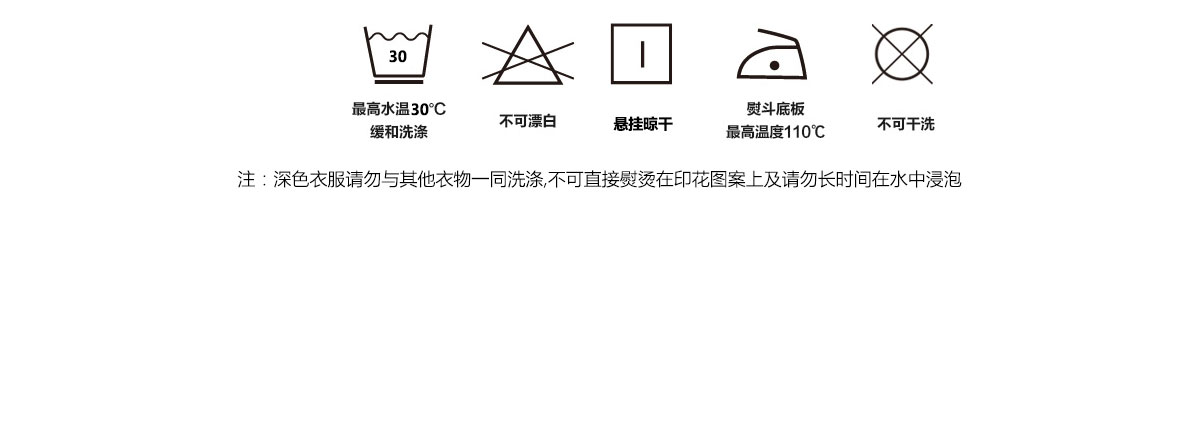 30
最高水温30℃
缓和洗涤
不可漂白
悬挂晾干
熨斗底板
最高温度110℃
不可干洗
注：深色衣服请勿与其他衣物一同洗涤,不可直接熨烫在印花图案上及请勿长时间在水中浸泡